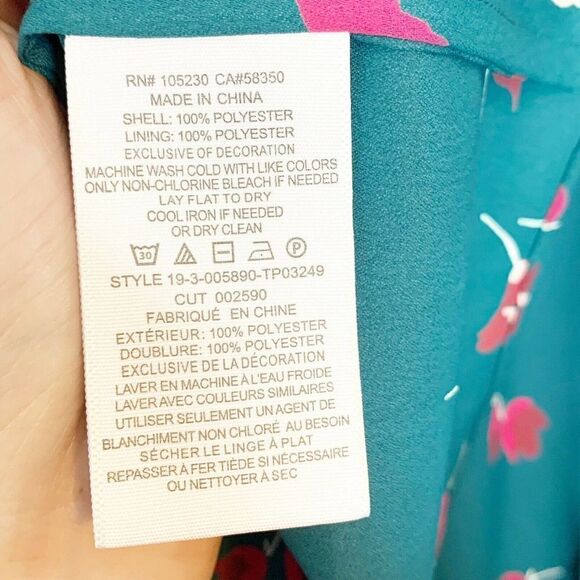 RN# 105230 CA#58350
MADE IN CHINA
SHELL: 100% POLYESTER
LINING: 100% POLYESTER
EXCLUSIVE OF DECORATION
MACHINE WASH COLD WITH LIKE COLORS
ONLY NON-CHLORINE BLEACH IF NEEDED
LAY FLAT TO DRY
COOL IRON IF NEEDED
OR DRY CLEAN
30 P
STYLE 19-3-005890-TP03249
CUT 002590
FABRIQUÉ EN CHINE
EXTÉRIEUR: 100% POLYESTER
DOUBLURE: 100% POLYESTER
EXCLUSIVE DE LA DÉCORATION
LAVER EN MACHINE À L'EAU FROIDE
LAVER AVEC COULEURS SIMILAIRES
UTILISER SEULEMENT UN AGENT DE
BLANCHIMENT NON CHLORÉ AU BESOIN
SÉCHER LE LINGE À PLAT
REPASSER À FER TIÈDE SI NÉCESSAIRE
OU NETTOYER À SEC